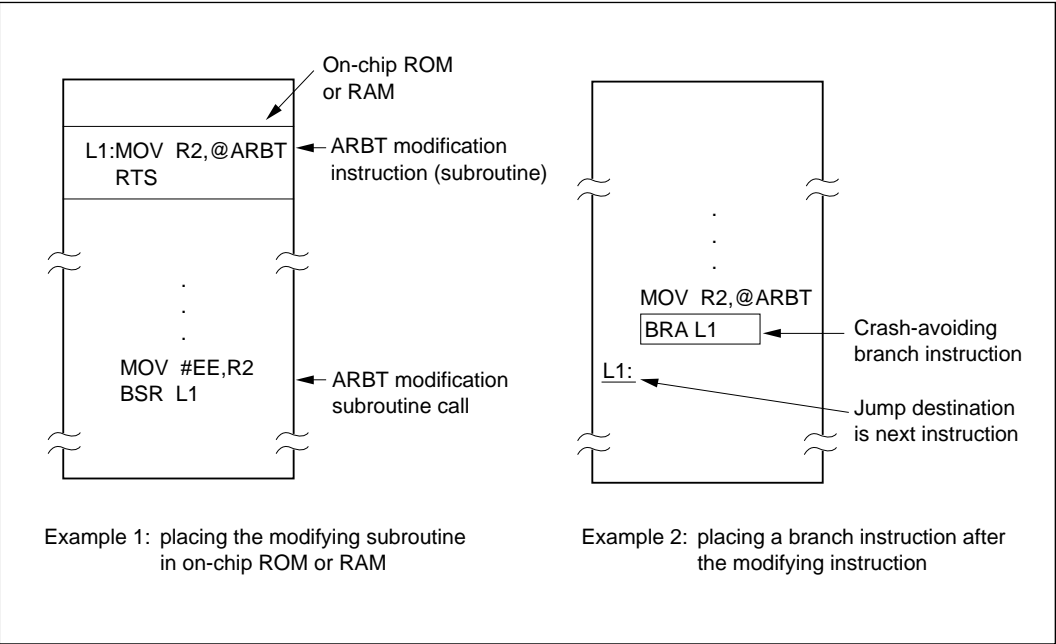 On-chip ROM
or RAM
L1:MOV R2,@ARBT
RTS
ARBT modification
instruction (subroutine)
.
.
.
MOV #EE,R2
BSR L1
ARBT modification
subroutine call
Example 1: placing the modifying subroutine
in on-chip ROM or RAM
.
.
.
MOV R2,@ARBT
BRA L1
Crash-avoiding
branch instruction
L1:
Jump destination
is next instruction
Example 2: placing a branch instruction after
the modifying instruction